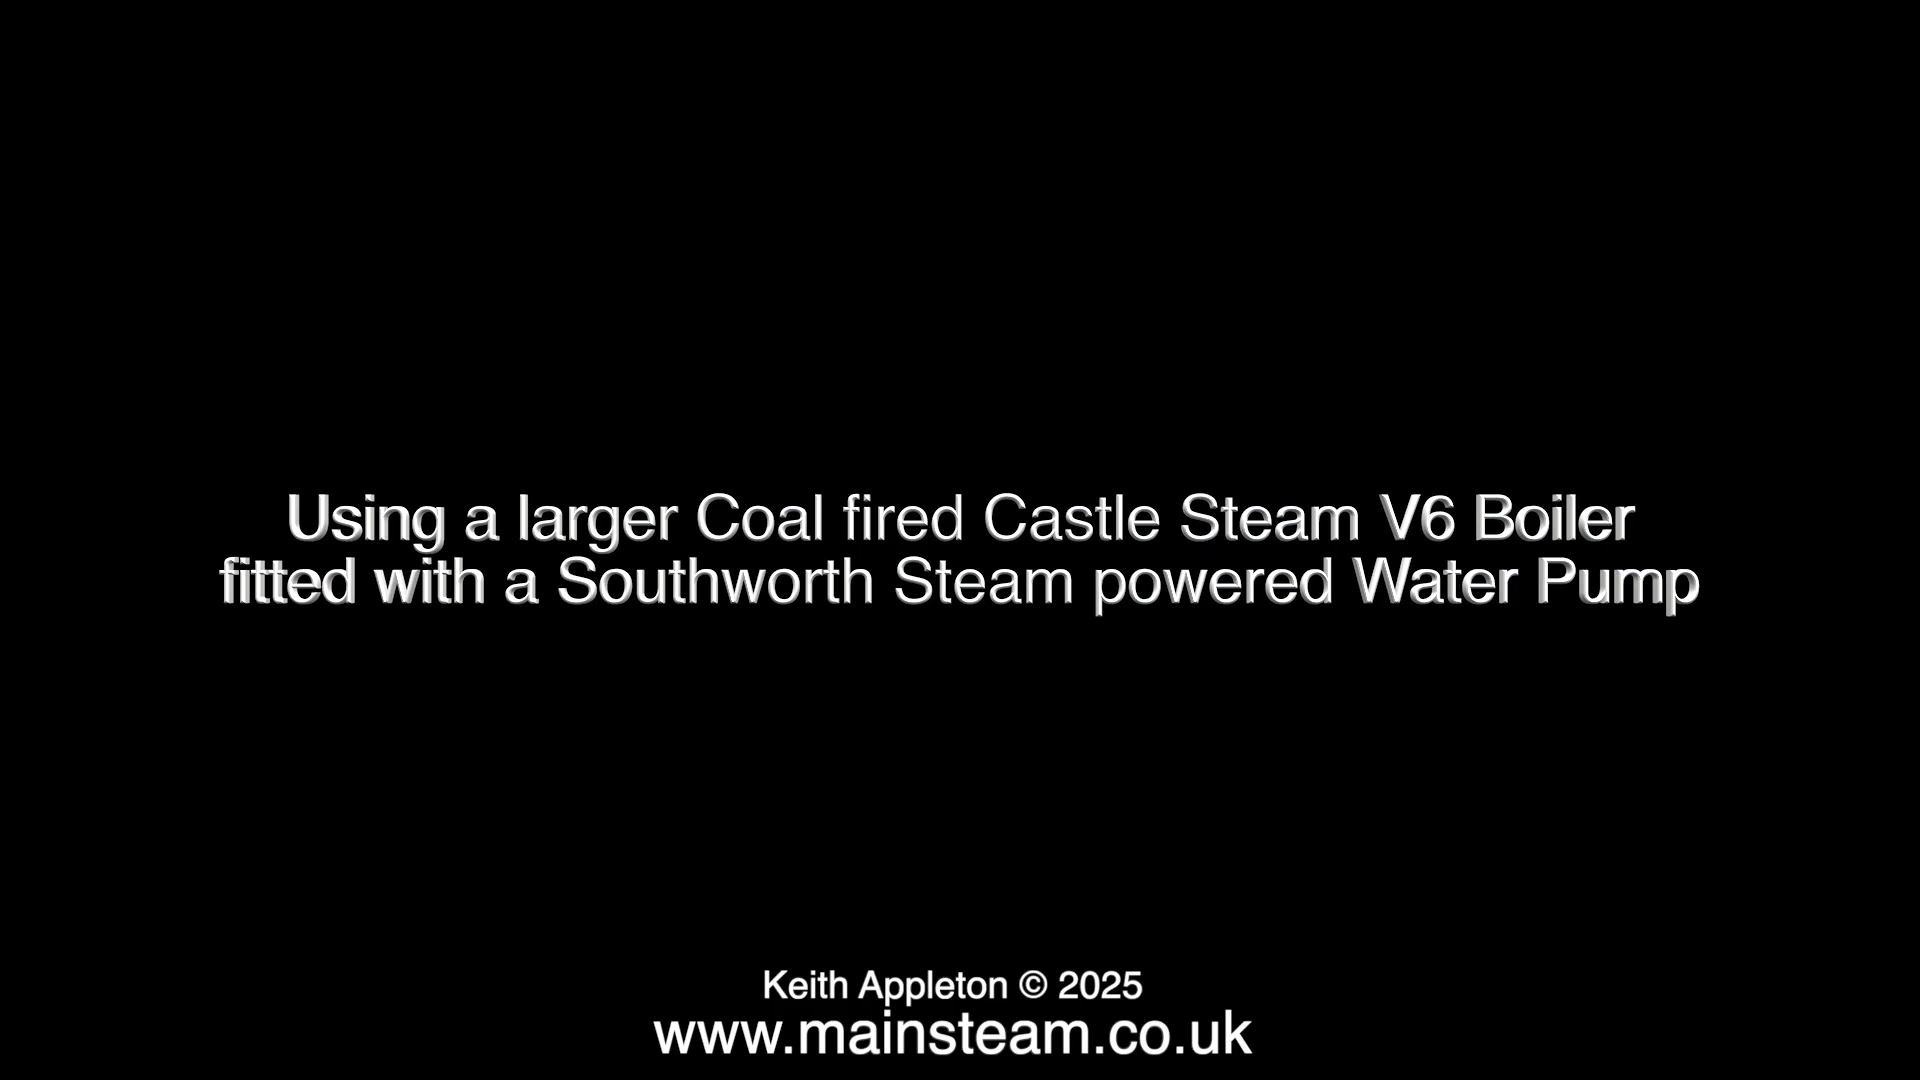 Using a larger Coal fired Castle Steam V6 Boiler
fitted with a Southworth Steam powered Water Pump
Keith Appleton © 2025
www.mainsteam.co.uk